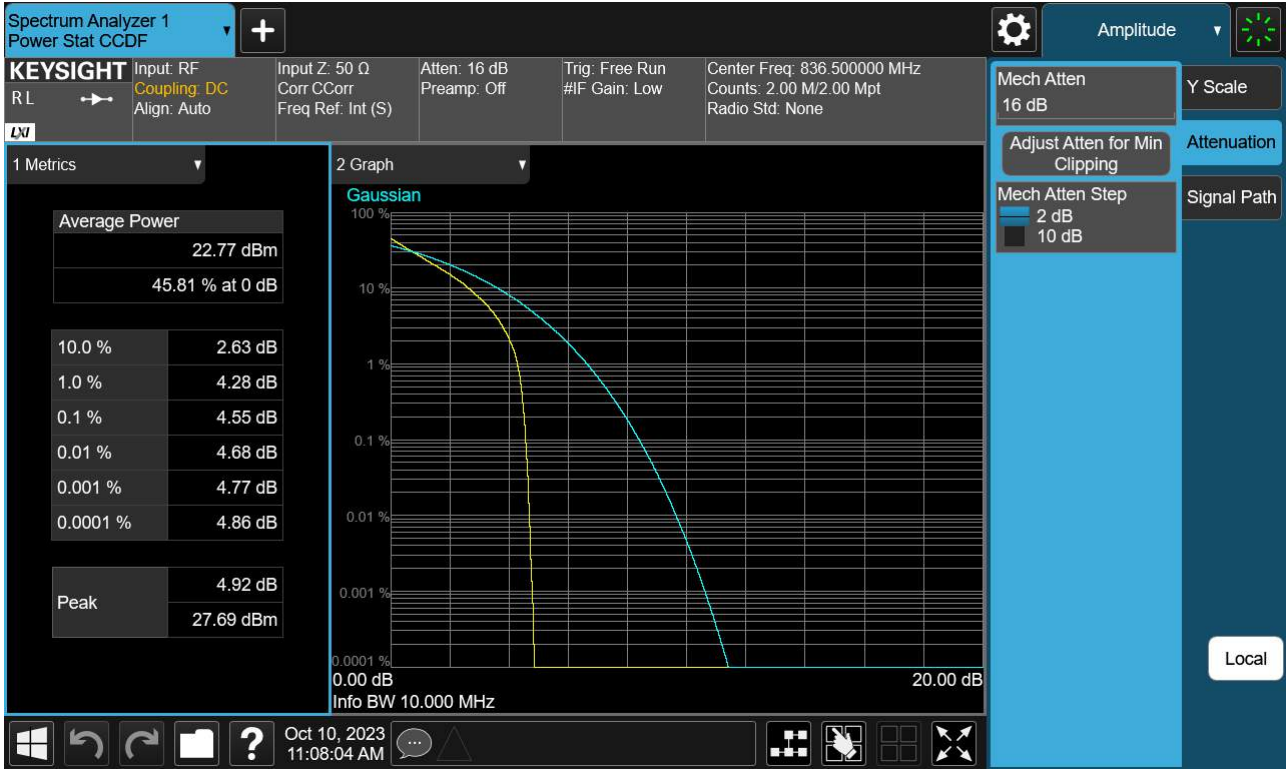 Spectrum Analyzer 1
Power Stat CCDF
+
Amplitude
KEYSIGHT
R L
LXI
Input: RF
Coupling: DC
Align: Auto
Input Z: 50 Ω
Corr CCorr
Freq Ref: Int (S)
Atten: 16 dB
Preamp: Off
Trig: Free Run
#IF Gain: Low
Center Freq: 836.500000 MHz
Counts: 2.00 M/2.00 Mpt
Radio Std: None
1 Metrics
Average Power
22.77 dBm
45.81 % at 0 dB
10.0 % 2.63 dB
1.0 % 4.28 dB
0.1 % 4.55 dB
0.01 % 4.68 dB
0.001 % 4.77 dB
0.0001 % 4.86 dB
Peak
4.92 dB
27.69 dBm
2 Graph
Gaussian
100 %
10 %
1 %
0.1 %
0.01 %
0.001 %
0.0001 %
0.00 dB 20.00 dB
Info BW 10.000 MHz
Mech Atten
16 dB
Adjust Atten for Min
Clipping
Mech Atten Step
2 dB
10 dB
Y Scale
Attenuation
Signal Path
Local
?
Oct 10, 2023
11:08:04 AM